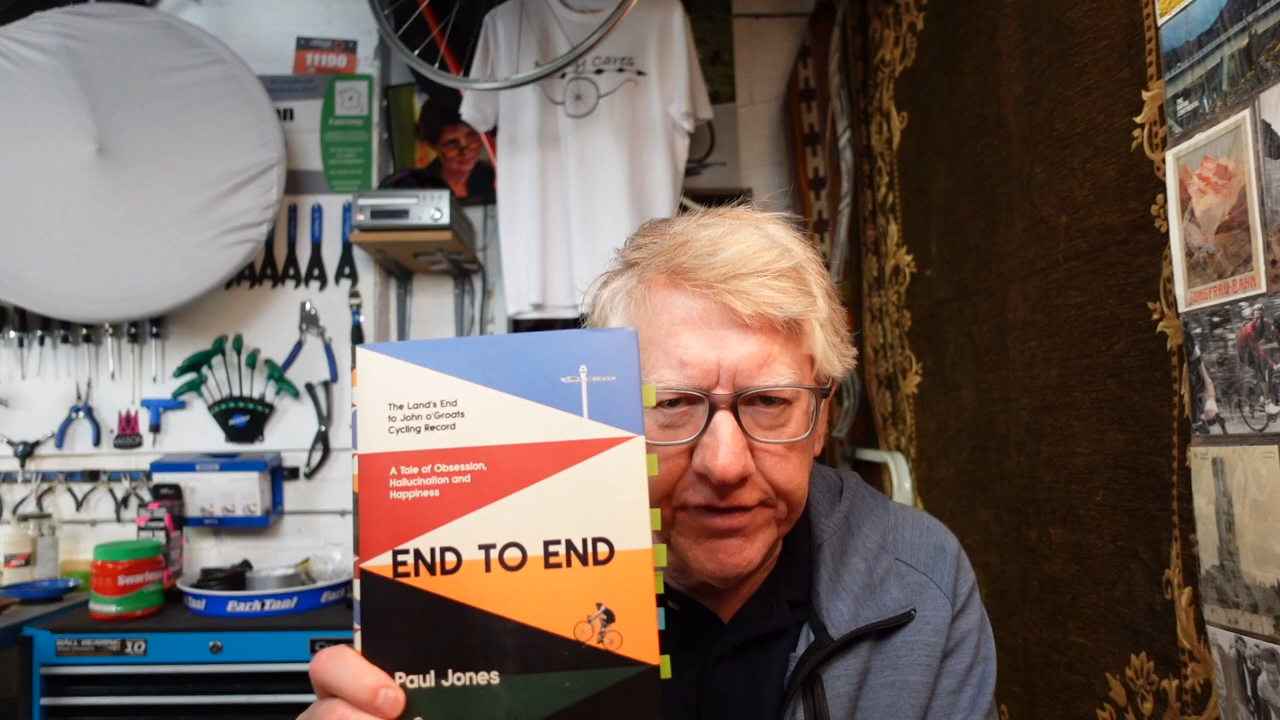 11190
Cares
The Land's End
to John o'Groats
Cycling Record
A Tale of Obsession,
Hallucination and
Happiness
END TO END
Paul Jones
JUNGFRAU-BAHN
Swarfega
ParkTool
BALL BEARING
10